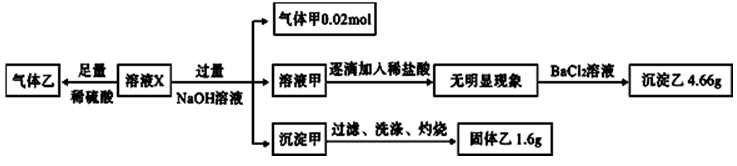 气体甲0.02mol
气体乙
足量
稀硫酸
溶液X
过量
NaOH溶液
溶液甲
逐滴加入稀盐酸
无明显现象
BaCl₂溶液
沉淀乙 4.66g
沉淀甲
过滤、洗涤、灼烧
固体乙 1.6g